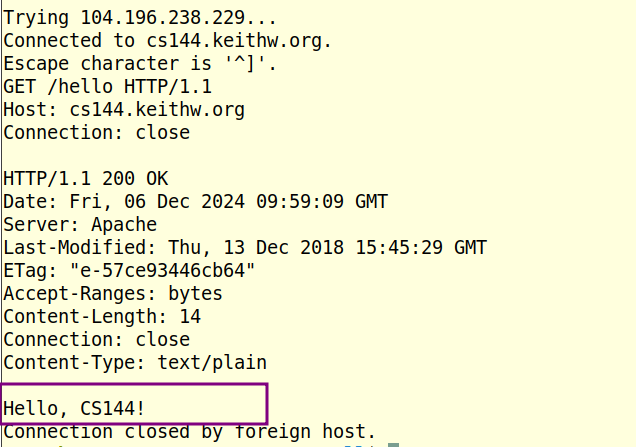 Trying 104.196.238.229...
Connected to cs144.keithw.org.
Escape character is '^]'.
GET /hello HTTP/1.1
Host: cs144.keithw.org
Connection: close

HTTP/1.1 200 OK
Date: Fri, 06 Dec 2024 09:59:09 GMT
Server: Apache
Last-Modified: Thu, 13 Dec 2018 15:45:29 GMT
ETag: "e-57ce93446cb64"
Accept-Ranges: bytes
Content-Length: 14
Connection: close
Content-Type: text/plain

Hello, CS144!
Connection closed by foreign host.